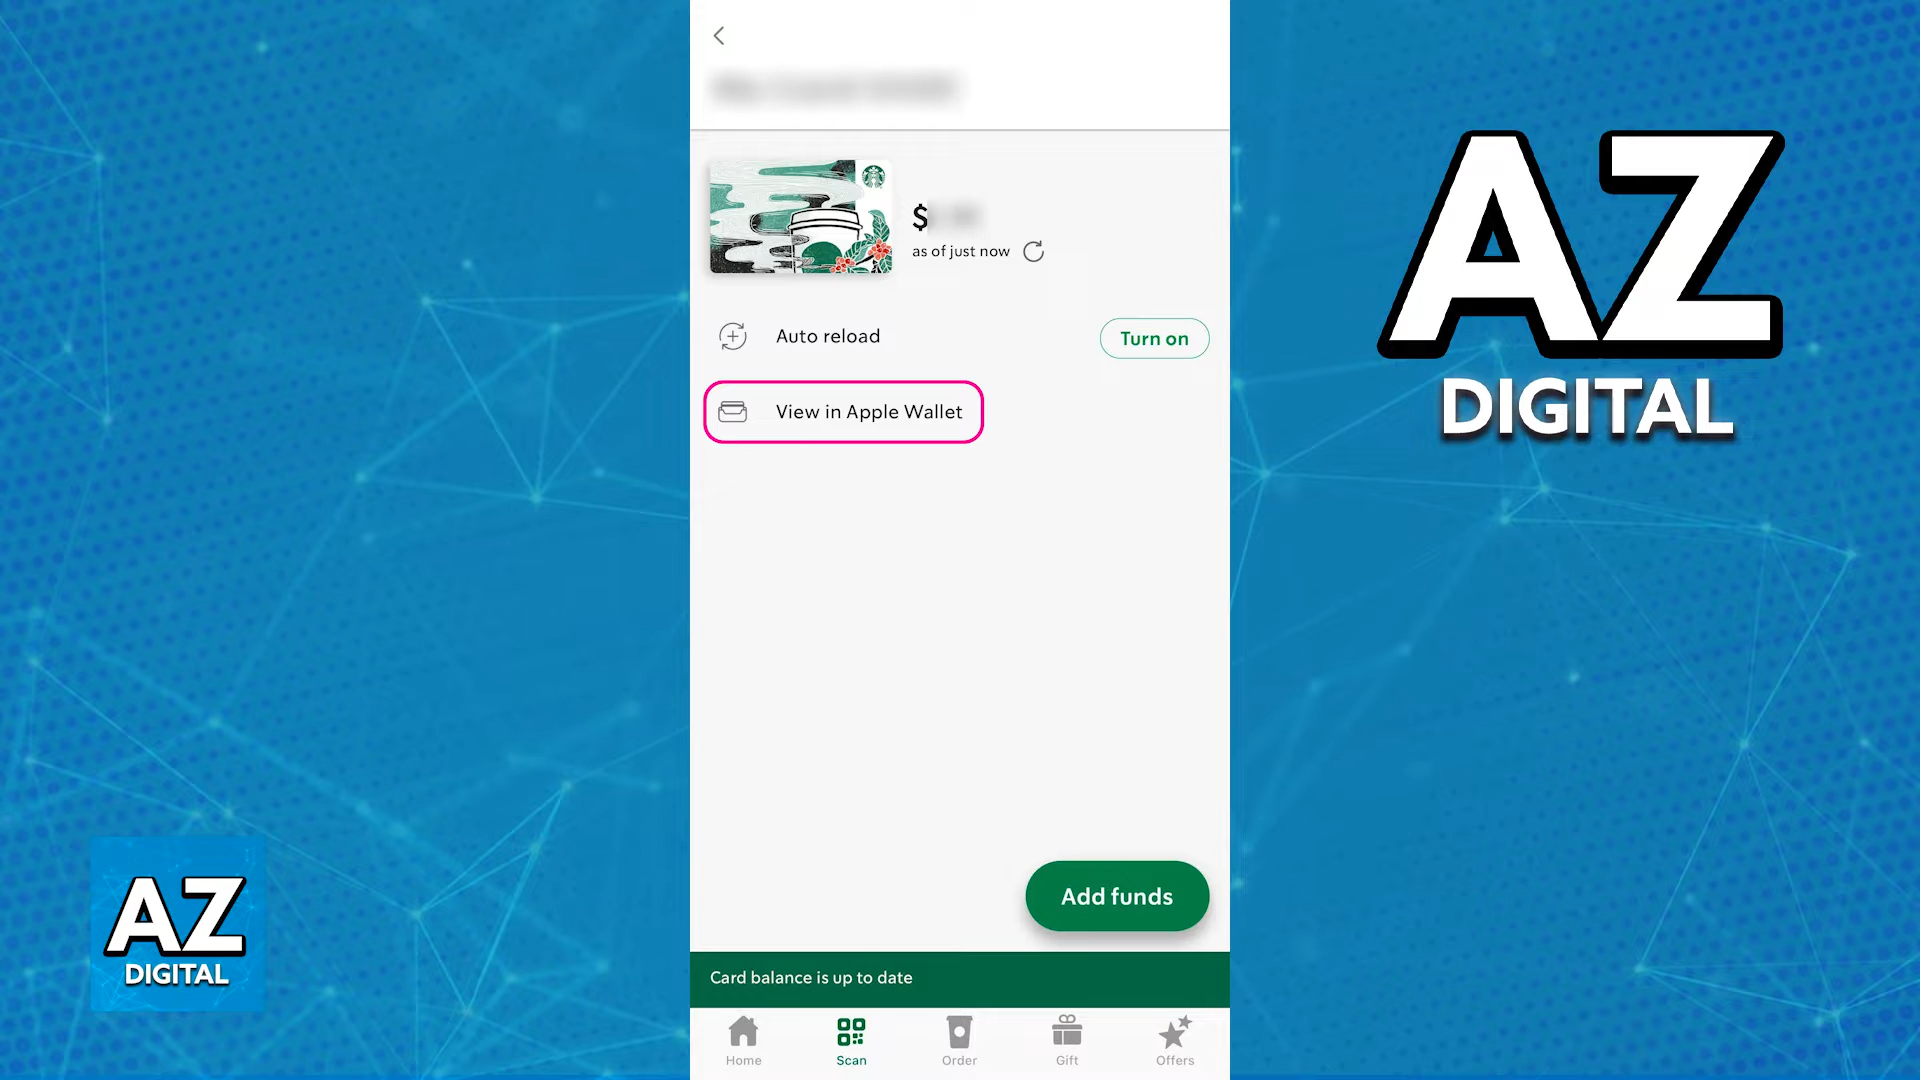 $
as of just now
Auto reload
Turn on
View in Apple Wallet
Add funds
Card balance is up to date
Home
Scan
Order
Gift
Offers
AZ
DIGITAL
AZ
DIGITAL